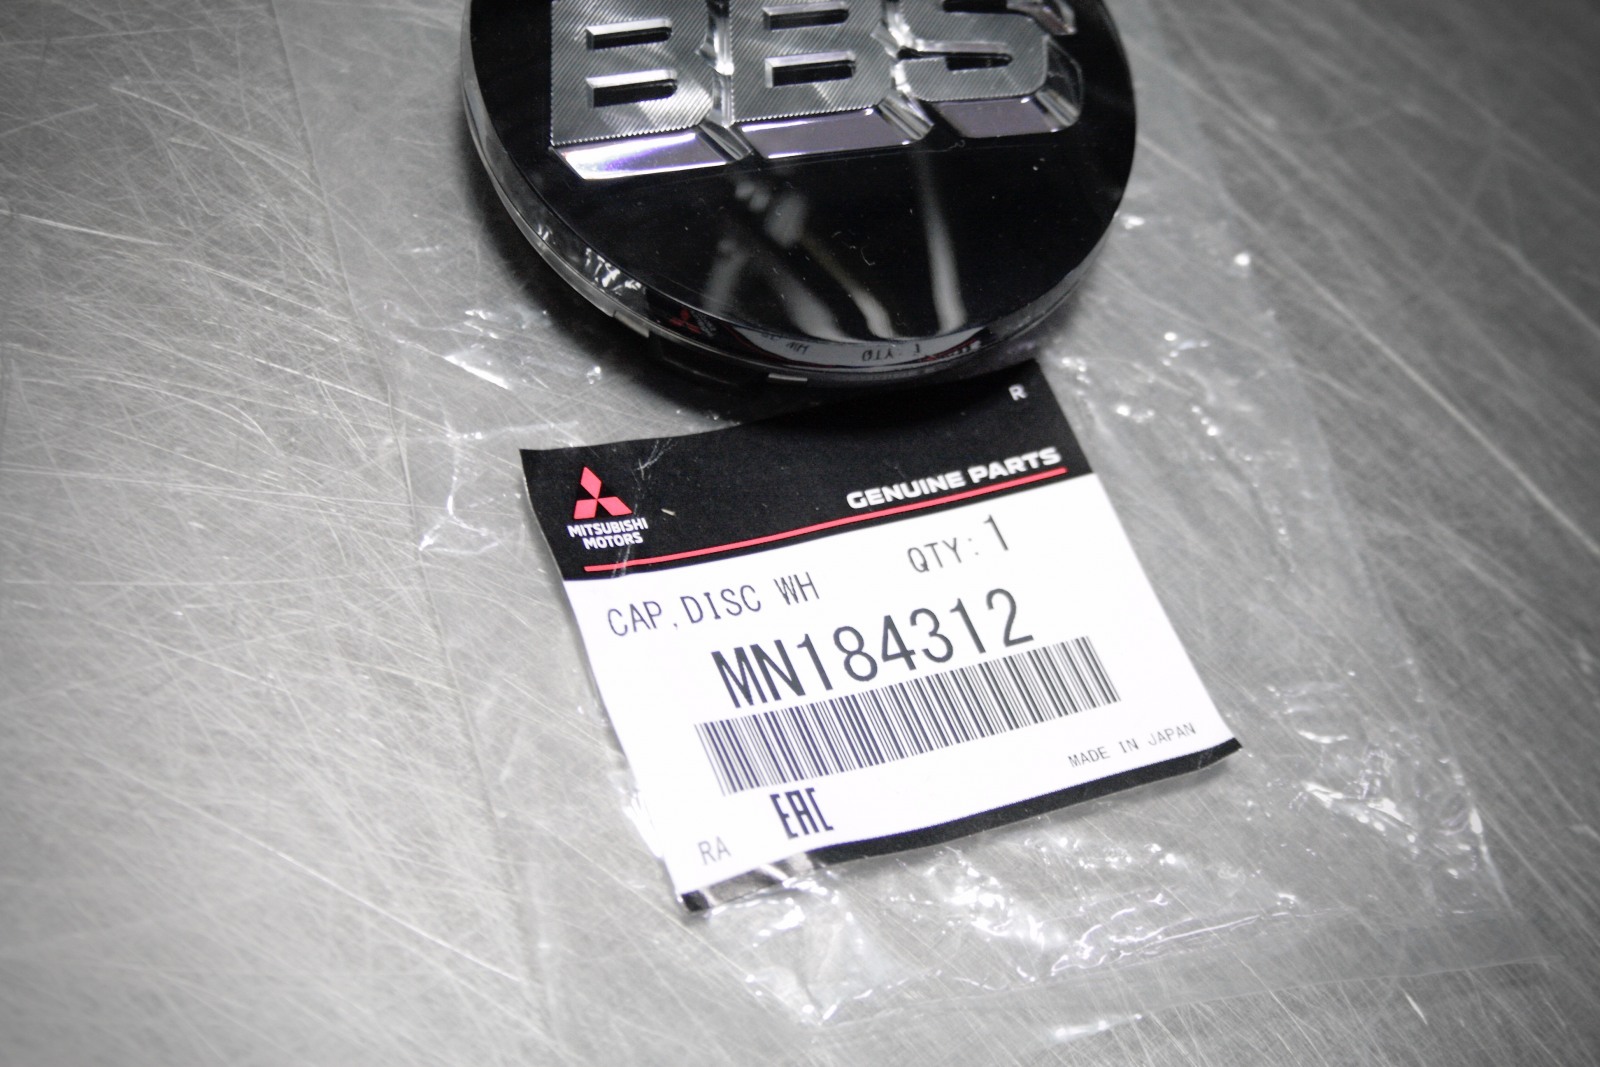 BBS
R
GENUINE PARTS
MITSUBISHI
MOTORS
QTY: 1
CAP, DISC WH
MN184312
MADE IN JAPAN
EAC
RA